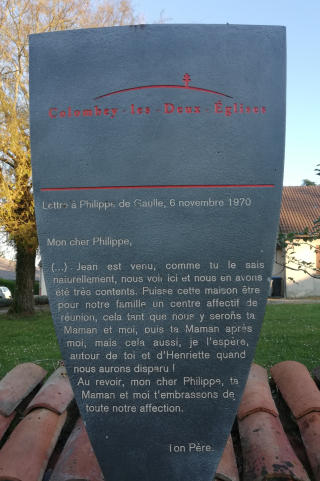 Colombey-les-Deux-Églises
Lettre à Philippe de Gaulle, 6 novembre 1970
Mon cher Philippe,
(...) Jean est venu, comme tu le sais
naturellement, nous voir ici et nous en avons
été très contents. Puisse cette maison être
pour notre famille un centre affectif de
réunion, cela tant que nous y serons ta
Maman et moi, puis ta Maman après
moi, mais cela aussi, je l'espère,
autour de toi et d'Henriette quand
nous aurons disparu !
Au revoir, mon cher Philippe, ta
Maman et moi t'embrassons de
toute notre affection.
Ton Père.